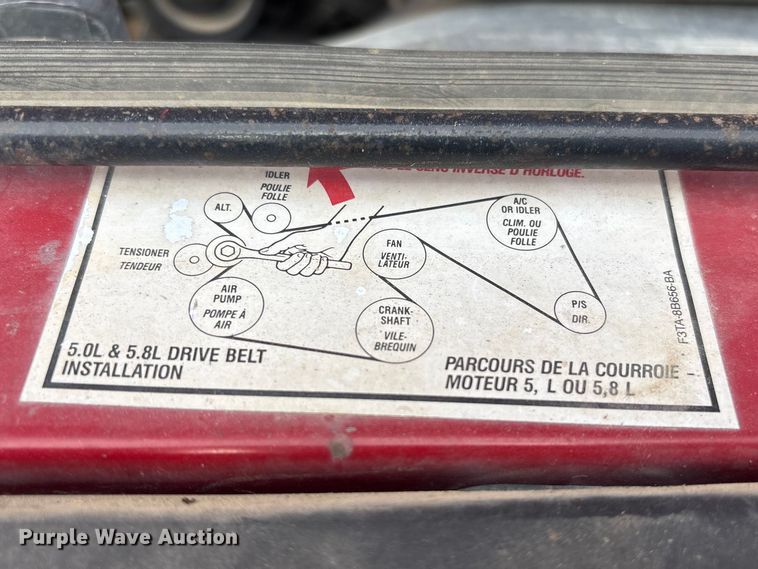 LE SENS INVERSE D'HORLOGE.
IDLER
POULIE
FOLLE
ALT.
A/C
OR IDLER
CLIM. OU
POULIE
FOLLE
TENSIONER
TENDEUR
FAN
VENTI-
LATEUR
AIR
PUMP
POMPE À
AIR
CRANK-
SHAFT
VILE-
BREQUIN
P/S
DIR.
F3TA-8B656-BA
5.0L & 5.8L DRIVE BELT
INSTALLATION
PARCOURS DE LA COURROIE -
MOTEUR 5, L OU 5,8 L
Purple Wave Auction